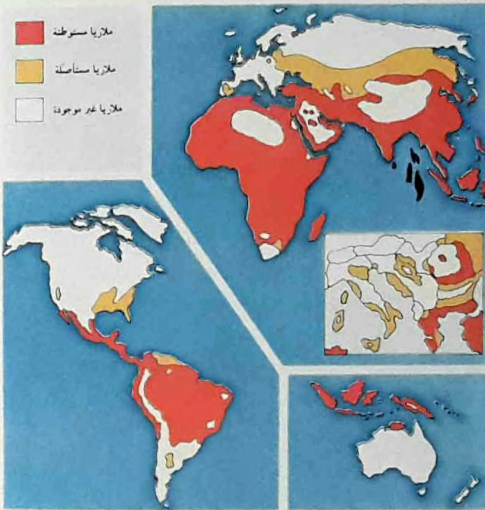 ملاريا مستوطنة
ملاريا مستأصلة
ملاريا غير موجودة